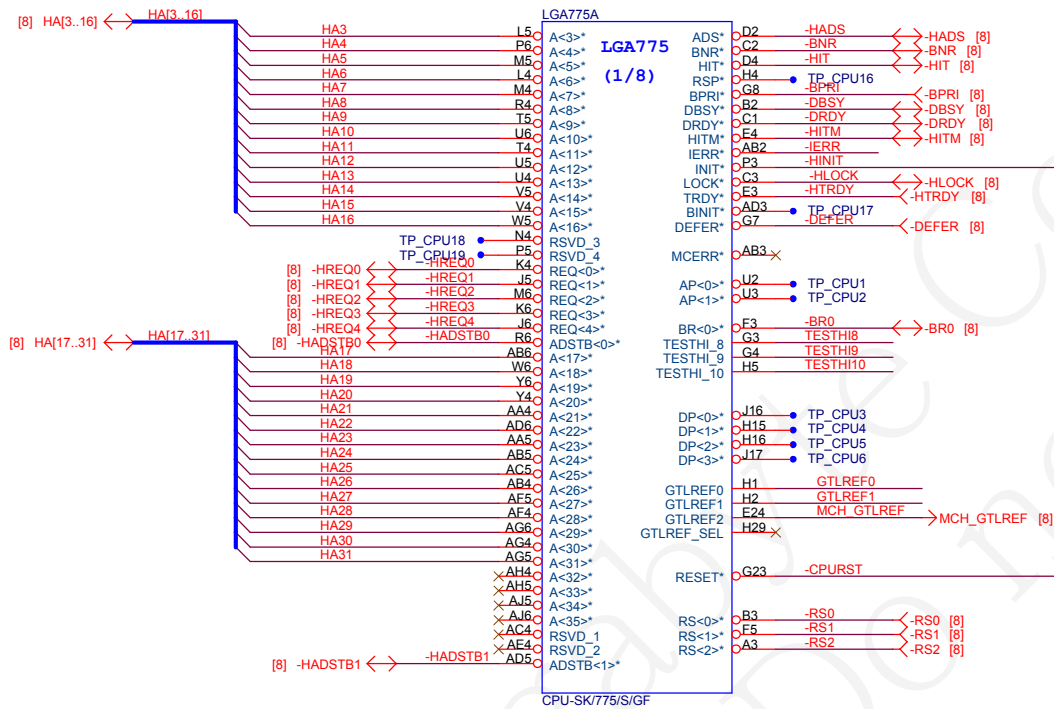 LGA775A
LGA775
(1/8)
[8] HA[3..16] HA[3..16]
HA3 L5 A<3>* ADS* D2 -HADS -HADS [8]
HA4 P6 A<4>* BNR* C2 -BNR -BNR [8]
HA5 M5 A<5>* HIT* D4 -HIT -HIT [8]
HA6 L4 A<6>* RSP* H4 TP_CPU16
HA7 M4 A<7>* BPRI* G8 -BPRI -BPRI [8]
HA8 R4 A<8>* DBSY* B2 -DBSY -DBSY [8]
HA9 T5 A<9>* DRDY* C1 -DRDY -DRDY [8]
HA10 U6 A<10>* HITM* E4 -HITM -HITM [8]
HA11 T4 A<11>* IERR* AB2 -IERR
HA12 U5 A<12>* INIT* P3 -HINIT
HA13 U4 A<13>* LOCK* C3 -HLOCK -HLOCK [8]
HA14 V5 A<14>* TRDY* E3 -HTRDY -HTRDY [8]
HA15 V4 A<15>* BINIT* AD3 TP_CPU17
HA16 W5 A<16>* DEFER* G7 -DEFER -DEFER [8]
TP_CPU18 N4 RSVD_3
TP_CPU19 P5 RSVD_4 MCERR* AB3
[8] -HREQ0 -HREQ0 K4 REQ<0>*
[8] -HREQ1 -HREQ1 J5 REQ<1>* AP<0>* U2 TP_CPU1
[8] -HREQ2 -HREQ2 M6 REQ<2>* AP<1>* U3 TP_CPU2
[8] -HREQ3 -HREQ3 K6 REQ<3>*
[8] -HREQ4 -HREQ4 J6 REQ<4>* BR<0>* F3 -BR0 -BR0 [8]
[8] -HADSTB0 -HADSTB0 R6 ADSTB<0>* TESTHI_8 G3 TESTHI8
[8] HA[17..31] HA[17..31]
HA17 AB6 A<17>* TESTHI_9 G4 TESTHI9
HA18 W6 A<18>* TESTHI_10 H5 TESTHI10
HA19 Y6 A<19>*
HA20 Y4 A<20>*
HA21 AA4 A<21>* DP<0>* J16 TP_CPU3
HA22 AD6 A<22>* DP<1>* H15 TP_CPU4
HA23 AA5 A<23>* DP<2>* H16 TP_CPU5
HA24 AB5 A<24>* DP<3>* J17 TP_CPU6
HA25 AC5 A<25>*
HA26 AB4 A<26>* GTLREF0 H1 GTLREF0
HA27 AF5 A<27>* GTLREF1 H2 GTLREF1
HA28 AF4 A<28>* GTLREF2 E24 MCH_GTLREF MCH_GTLREF [8]
HA29 AG6 A<29>* GTLREF_SEL H29
HA30 AG4 A<30>*
HA31 AG5 A<31>*
AH4 A<32>* RESET* G23 -CPURST
AH5 A<33>*
AJ5 A<34>*
AJ6 A<35>* RS<0>* B3 -RS0 -RS0 [8]
AC4 RSVD_1 RS<1>* F5 -RS1 -RS1 [8]
AE4 RSVD_2 RS<2>* A3 -RS2 -RS2 [8]
[8] -HADSTB1 -HADSTB1 AD5 ADSTB<1>*
CPU-SK/775/S/GF